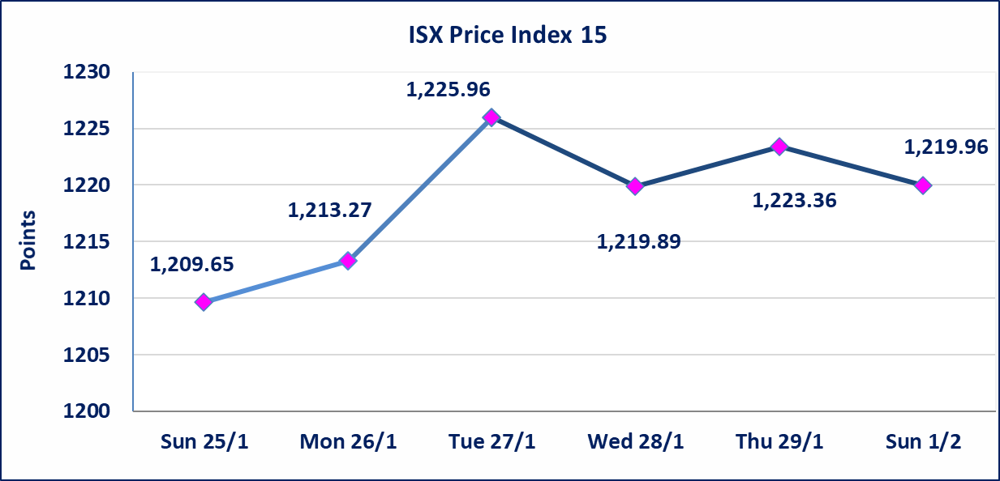 ISX Price Index 15
1230
1225
1220
1215
1210
1205
1200
Points
1,209.65
1,213.27
1,225.96
1,219.89
1,223.36
1,219.96
Sun 25/1
Mon 26/1
Tue 27/1
Wed 28/1
Thu 29/1
Sun 1/2